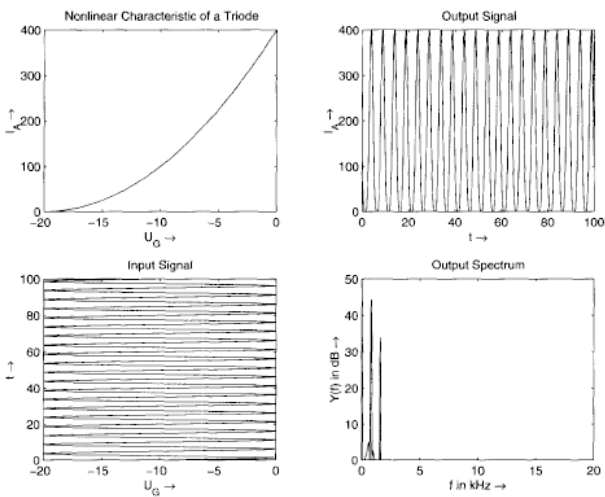 Nonlinear Characteristic of a Triode
400
300
200
100
0
I_A →
−20 −15 −10 −5 0
U_G →
Output Signal
400
300
200
100
0
I_A →
0 20 40 60 80 100
t →
Input Signal
100
80
60
40
20
0
t →
−20 −15 −10 −5 0
U_G →
Output Spectrum
50
40
30
20
10
0
Y(f) in dB →
0 5 10 15 20
f in kHz →